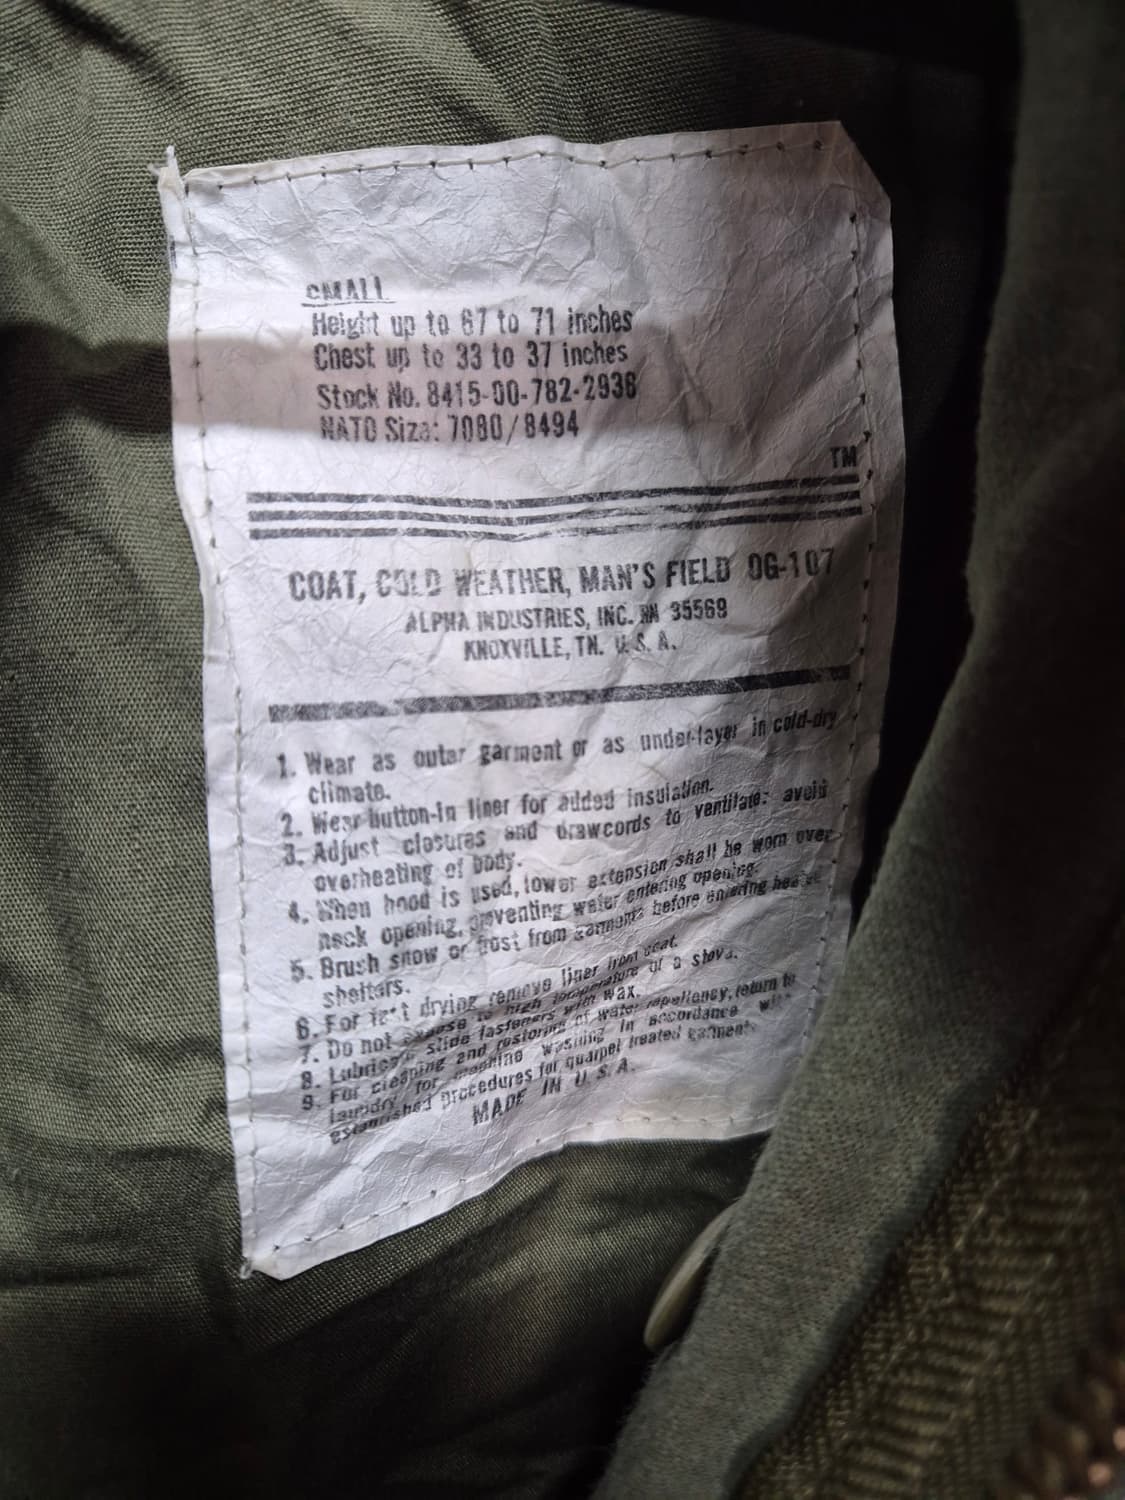 SMALL
Height up to 67 to 71 inches
Chest up to 33 to 37 inches
Stock No. 8415-00-782-2936
NATO Size: 7080/8494
TM
COAT, COLD WEATHER, MAN'S FIELD OG-107
ALPHA INDUSTRIES, INC. RN 35569
KNOXVILLE, TN. U.S.A.
1. Wear as outar garment or as under-layer in cold-dry
climate.
2. Wear button-in liner for added insulation.
3. Adjust closures and drawcords to ventilate: avoid
overheating of body.
4. When hood is used, lower extension shall be worn over
neck opening, preventing water entering opening.
5. Brush snow or frost from garments before entering heated
shelters.
6. For fast drying remove liner from coat.
7. Do not expose to high temperature of a stove.
8. Lubricate slide fasteners with wax.
9. For cleaning and restoring of water repellency, return to
laundry for machine washing in accordance with
established procedures for quarpel treated garments
MADE IN U.S.A.